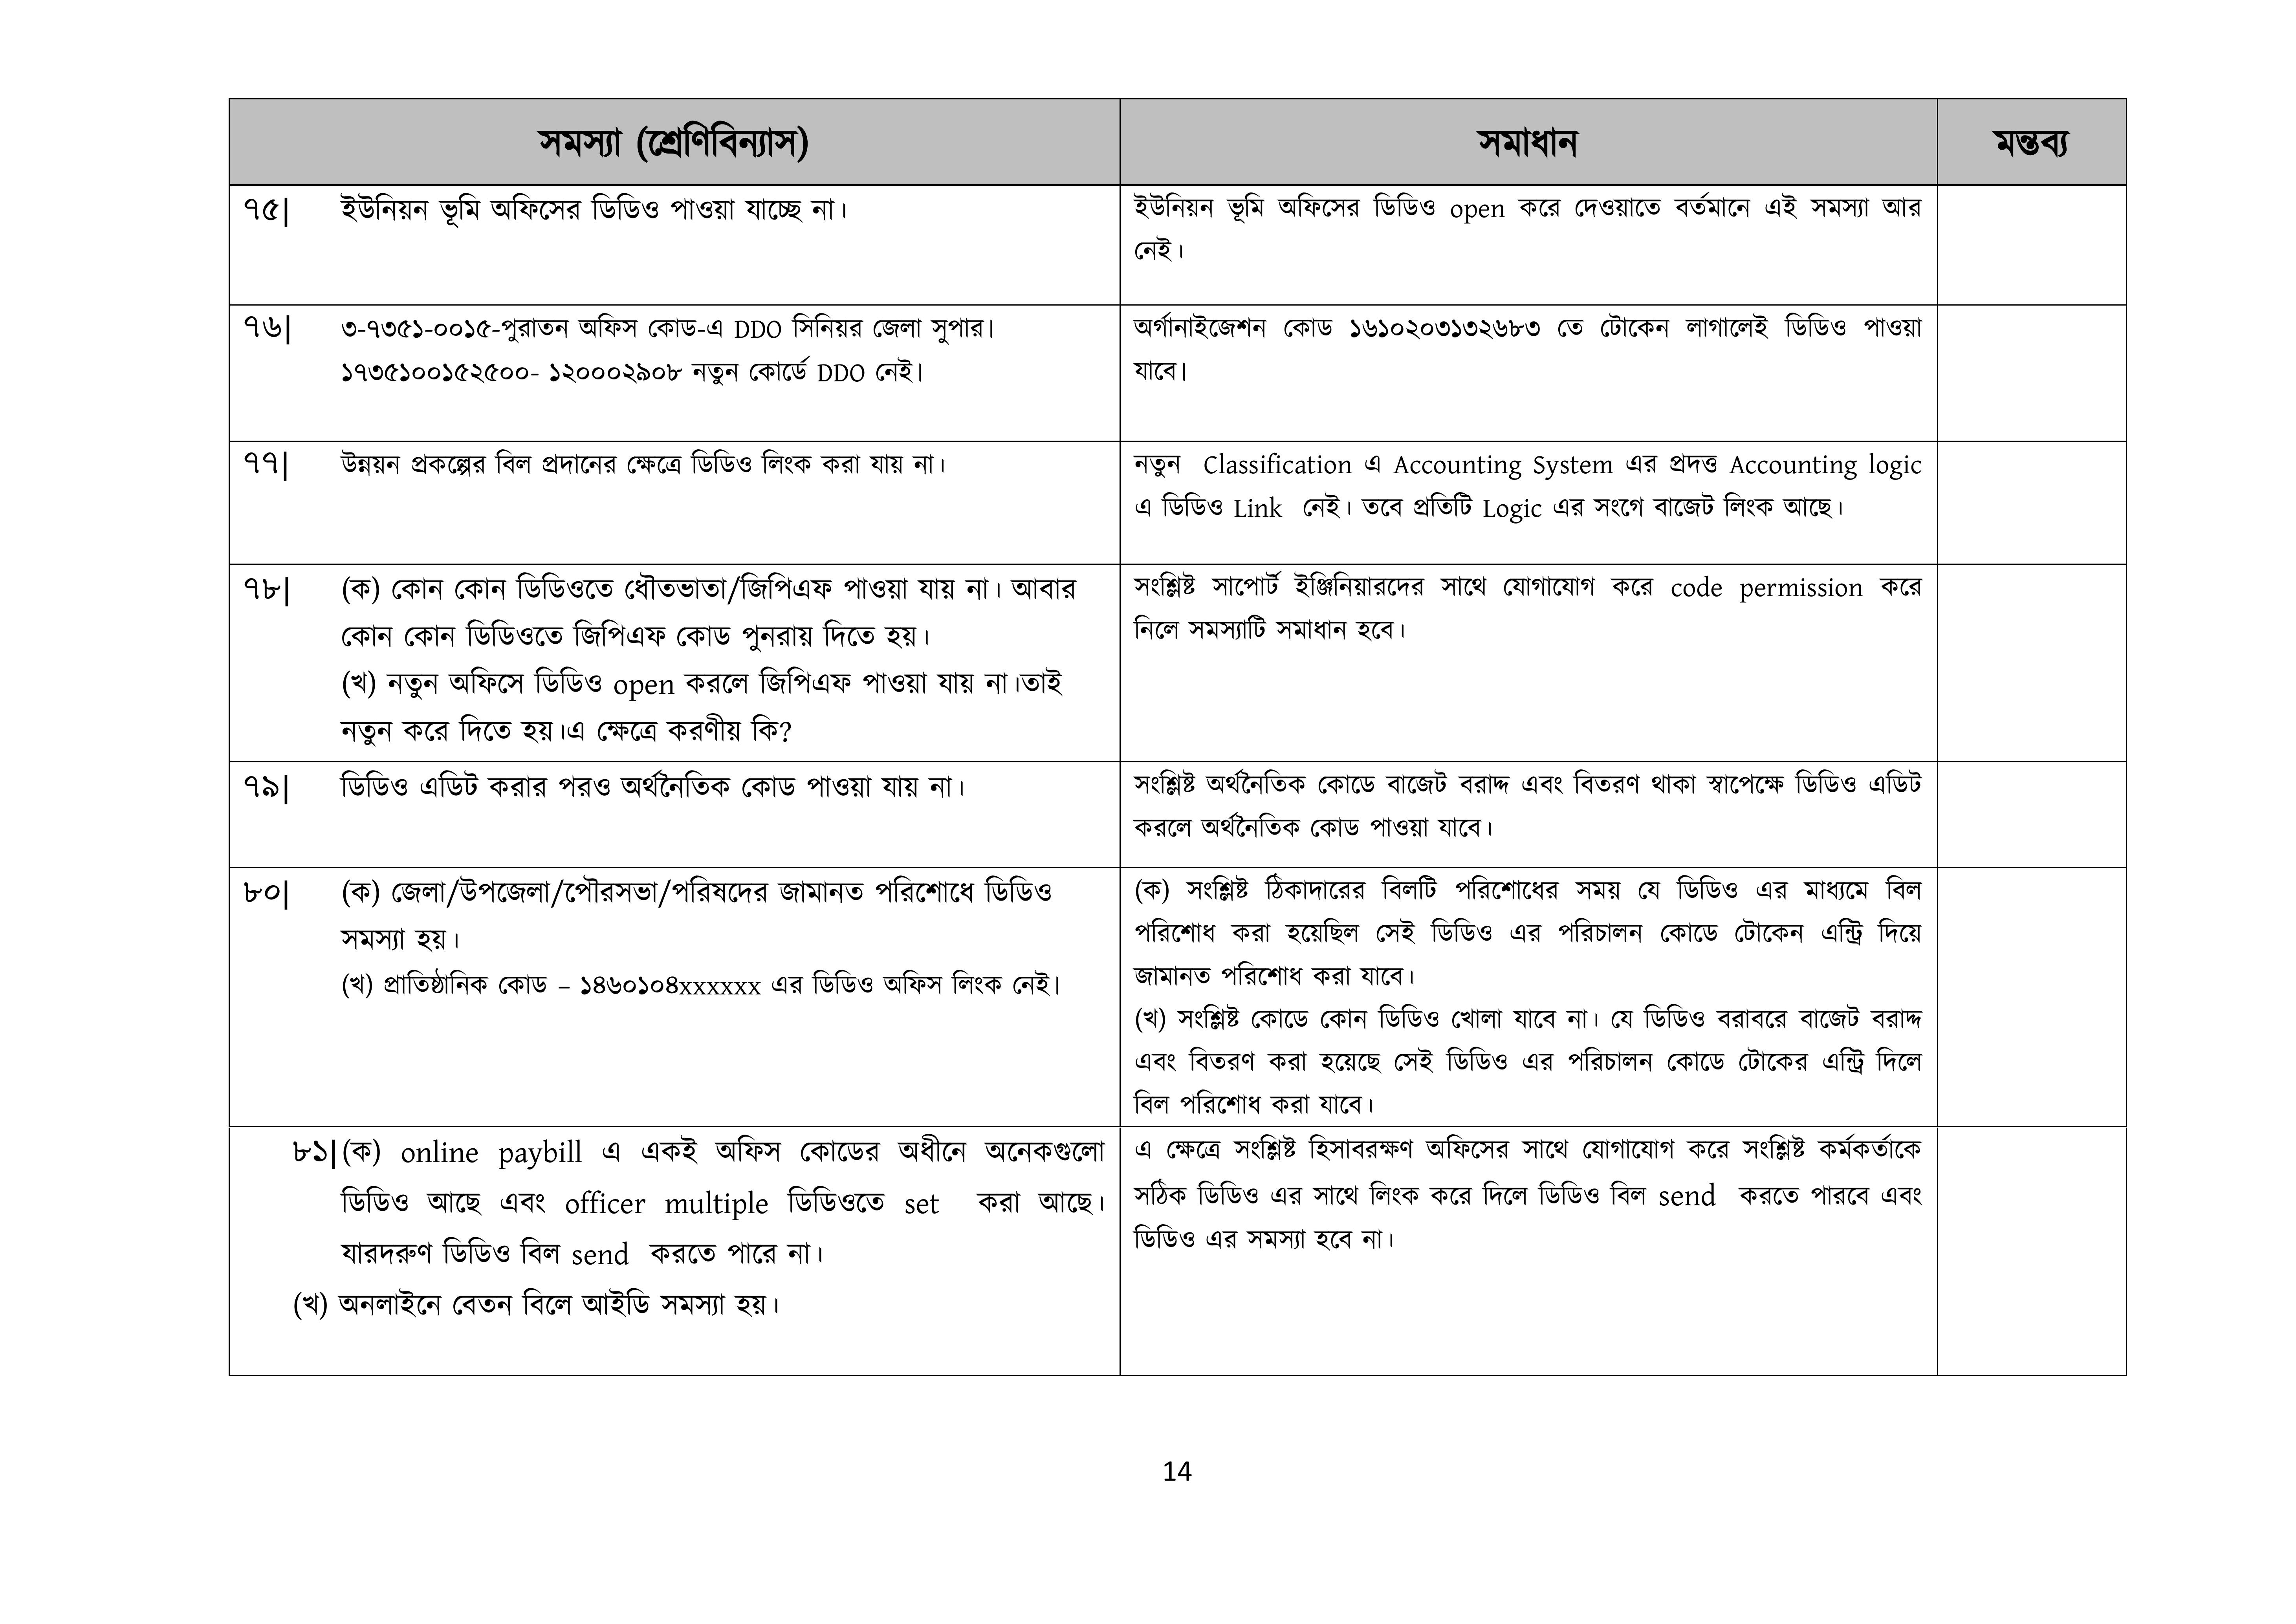 সমস্যা (শ্রেণিবিন্যাস)
সমাধান
মন্তব্য
৭৫| ইউনিয়ন ভূমি অফিসের ডিডিও পাওয়া যাচ্ছে না।
ইউনিয়ন ভূমি অফিসের ডিডিও open করে দেওয়াতে বর্তমানে এই সমস্যা আর
নেই।
৭৬| ৩-৭৩৫১-০০১৫-পুরাতন অফিস কোড-এ DDO সিনিয়র জেলা সুপার।
১৭৩৫১০০১৫২৫০০- ১২০০০২৯০৮ নতুন কোর্ডে DDO নেই।
অর্গানাইজেশন কোড ১৬১০২০৩১৩২৬৮৩ তে টোকেন লাগালেই ডিডিও পাওয়া
যাবে।
৭৭| উন্নয়ন প্রকল্পের বিল প্রদানের ক্ষেত্রে ডিডিও লিংক করা যায় না।
নতুন Classification এ Accounting System এর প্রদত্ত Accounting logic
এ ডিডিও Link নেই। তবে প্রতিটি Logic এর সংগে বাজেট লিংক আছে।
৭৮| (ক) কোন কোন ডিডিওতে ধৌতভাতা/জিপিএফ পাওয়া যায় না। আবার
কোন কোন ডিডিওতে জিপিএফ কোড পুনরায় দিতে হয়।
(খ) নতুন অফিসে ডিডিও open করলে জিপিএফ পাওয়া যায় না।তাই
নতুন করে দিতে হয়।এ ক্ষেত্রে করণীয় কি?
সংশ্লিষ্ট সাপোর্ট ইঞ্জিনিয়ারদের সাথে যোগাযোগ করে code permission করে
নিলে সমস্যাটি সমাধান হবে।
৭৯| ডিডিও এডিট করার পরও অর্থনৈতিক কোড পাওয়া যায় না।
সংশ্লিষ্ট অর্থনৈতিক কোডে বাজেট বরাদ্দ এবং বিতরণ থাকা স্বাপেক্ষে ডিডিও এডিট
করলে অর্থনৈতিক কোড পাওয়া যাবে।
৮০| (ক) জেলা/উপজেলা/পৌরসভা/পরিষদের জামানত পরিশোধে ডিডিও
সমস্যা হয়।
(খ) প্রাতিষ্ঠানিক কোড – ১৪৬০১০৪xxxxxx এর ডিডিও অফিস লিংক নেই।
(ক) সংশ্লিষ্ট ঠিকাদারের বিলটি পরিশোধের সময় যে ডিডিও এর মাধ্যমে বিল
পরিশোধ করা হয়েছিল সেই ডিডিও এর পরিচালন কোডে টোকেন এন্ট্রি দিয়ে
জামানত পরিশোধ করা যাবে।
(খ) সংশ্লিষ্ট কোডে কোন ডিডিও খোলা যাবে না। যে ডিডিও বরাবরে বাজেট বরাদ্দ
এবং বিতরণ করা হয়েছে সেই ডিডিও এর পরিচালন কোডে টোকের এন্ট্রি দিলে
বিল পরিশোধ করা যাবে।
৮১| (ক) online paybill এ একই অফিস কোডের অধীনে অনেকগুলো
ডিডিও আছে এবং officer multiple ডিডিওতে set করা আছে।
যারদরুণ ডিডিও বিল send করতে পারে না।
(খ) অনলাইনে বেতন বিলে আইডি সমস্যা হয়।
এ ক্ষেত্রে সংশ্লিষ্ট হিসাবরক্ষণ অফিসের সাথে যোগাযোগ করে সংশ্লিষ্ট কর্মকর্তাকে
সঠিক ডিডিও এর সাথে লিংক করে দিলে ডিডিও বিল send করতে পারবে এবং
ডিডিও এর সমস্যা হবে না।
14